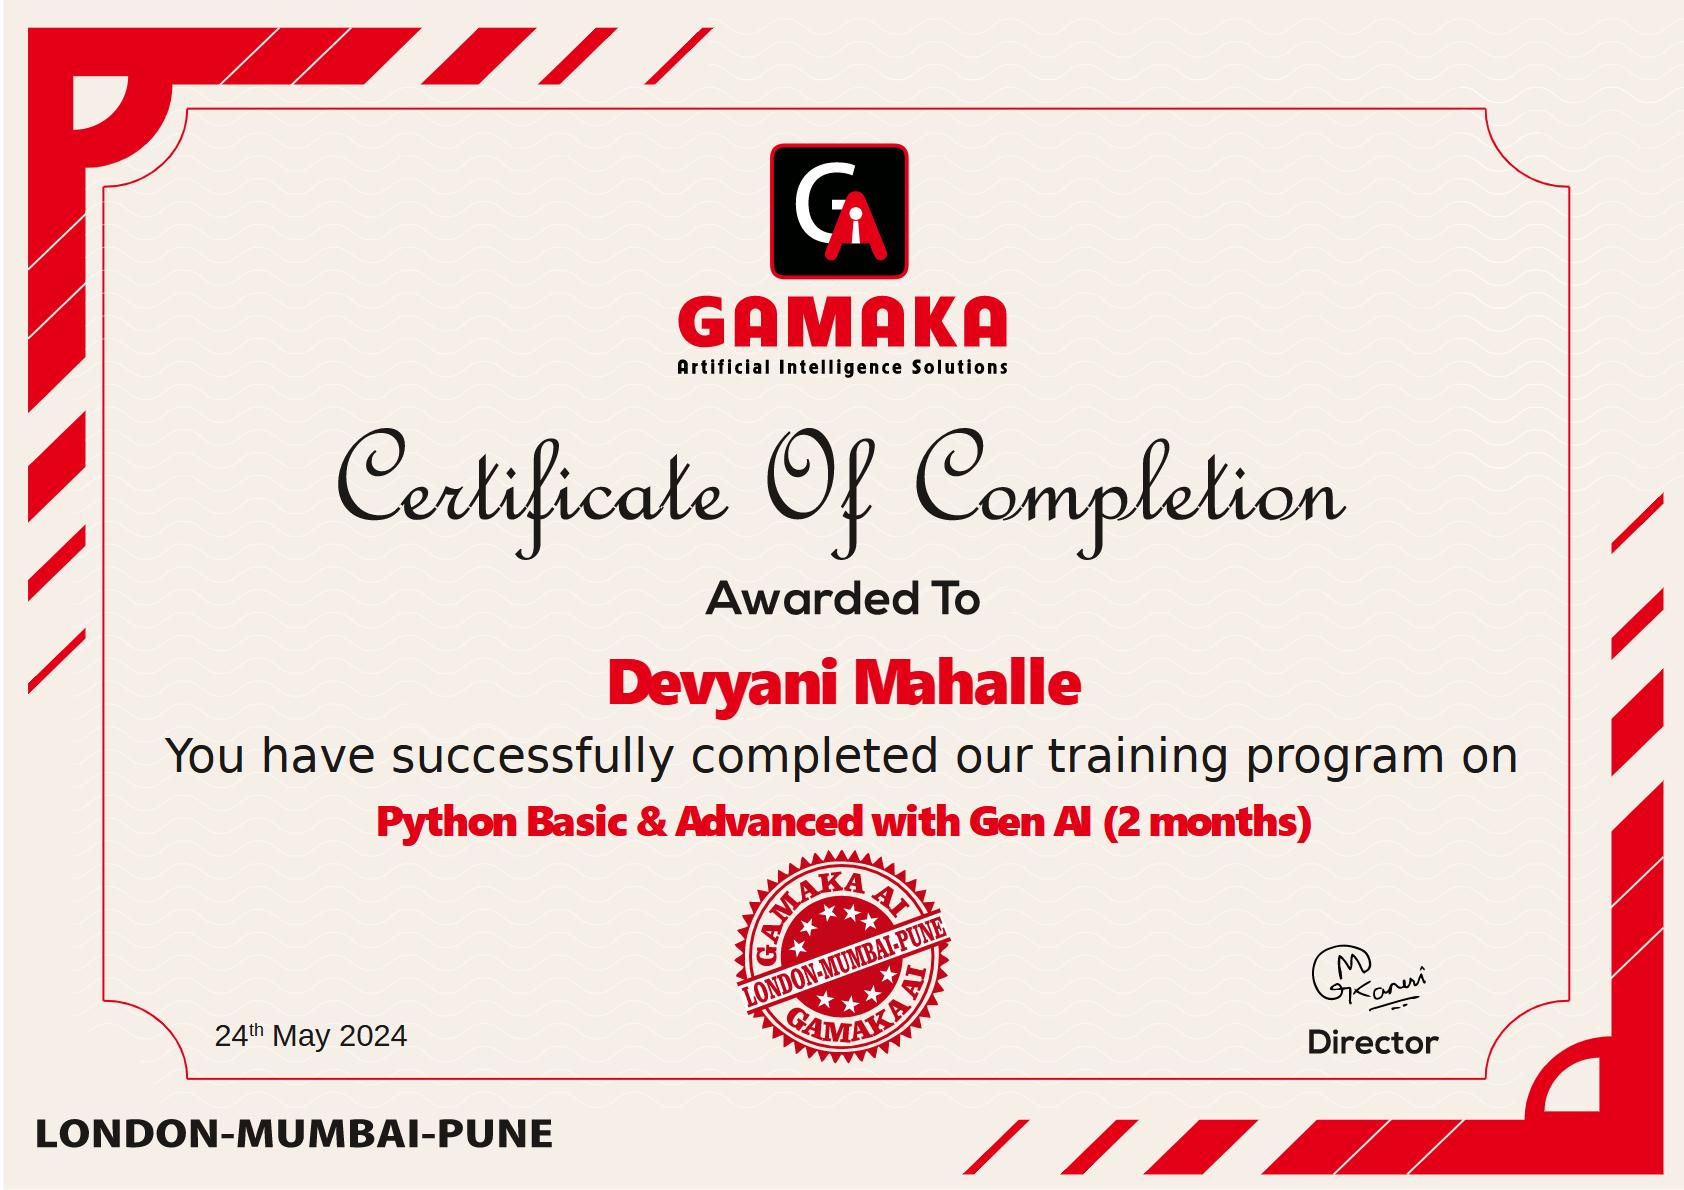 GA
GAMAKA
Artificial Intelligence Solutions
Certificate Of Completion
Awarded To
Devyani Mahalle
You have successfully completed our training program on
Python Basic & Advanced with Gen AI (2 months)
GAMAKA AI
LONDON-MUMBAI-PUNE
GAMAKA AI
24th May 2024
Director
LONDON-MUMBAI-PUNE